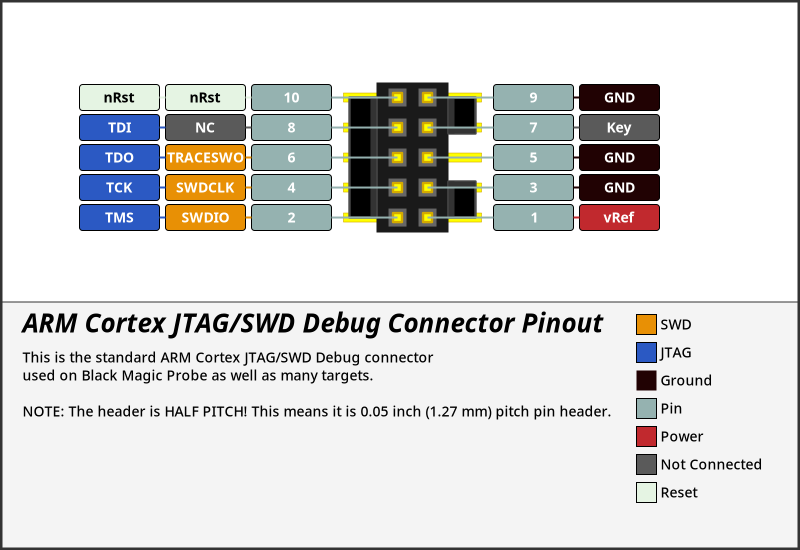 nRst nRst 10 9 GND
TDI NC 8 7 Key
TDO TRACESWO 6 5 GND
TCK SWDCLK 4 3 GND
TMS SWDIO 2 1 vRef
ARM Cortex JTAG/SWD Debug Connector Pinout
This is the standard ARM Cortex JTAG/SWD Debug connector
used on Black Magic Probe as well as many targets.
NOTE: The header is HALF PITCH! This means it is 0.05 inch (1.27 mm) pitch pin header.
SWD
JTAG
Ground
Pin
Power
Not Connected
Reset